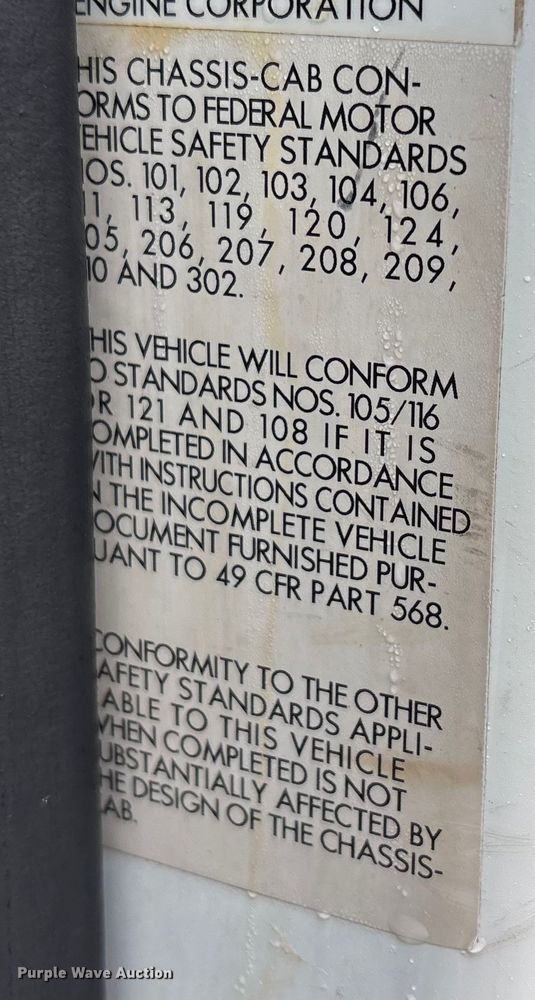 ENGINE CORPORATION
HIS CHASSIS-CAB CON-
ORMS TO FEDERAL MOTOR
EHICLE SAFETY STANDARDS
OS. 101, 102, 103, 104, 106,
11, 113, 119, 120, 124,
05, 206, 207, 208, 209,
10 AND 302.
HIS VEHICLE WILL CONFORM
O STANDARDS NOS. 105/116
R 121 AND 108 IF IT IS
OMPLETED IN ACCORDANCE
ITH INSTRUCTIONS CONTAINED
N THE INCOMPLETE VEHICLE
OCUMENT FURNISHED PUR-
UANT TO 49 CFR PART 568.
CONFORMITY TO THE OTHER
AFETY STANDARDS APPLI-
ABLE TO THIS VEHICLE
WHEN COMPLETED IS NOT
UBSTANTIALLY AFFECTED BY
HE DESIGN OF THE CHASSIS-
AB.
Purple Wave Auction